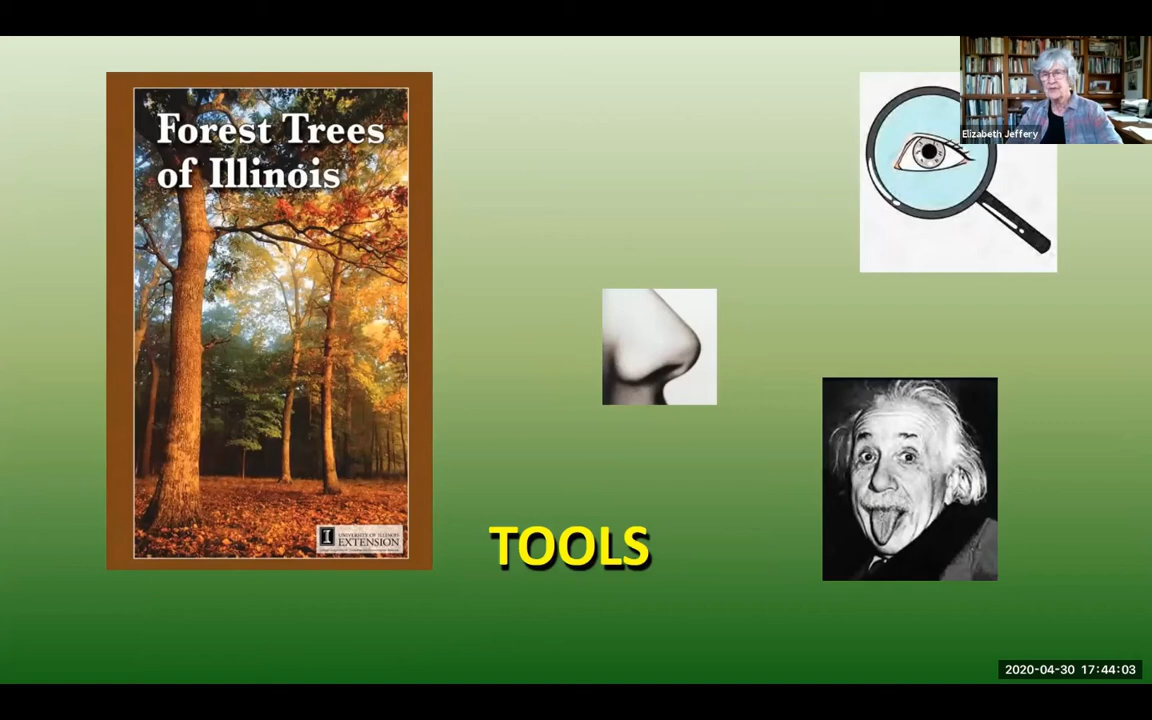 Forest Trees
of Illinois
UNIVERSITY OF ILLINOIS
EXTENSION
TOOLS
Elizabeth Jeffery
2020-04-30 17:44:03